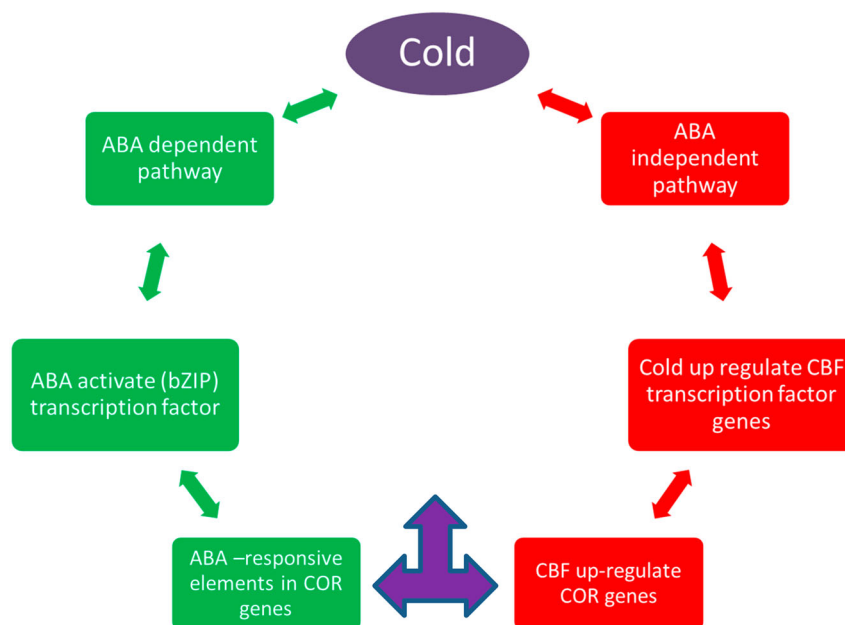 Cold
ABA dependent
pathway
ABA
independent
pathway
ABA activate (bZIP)
transcription factor
Cold up regulate CBF
transcription factor
genes
ABA –responsive
elements in COR
genes
CBF up-regulate
COR genes